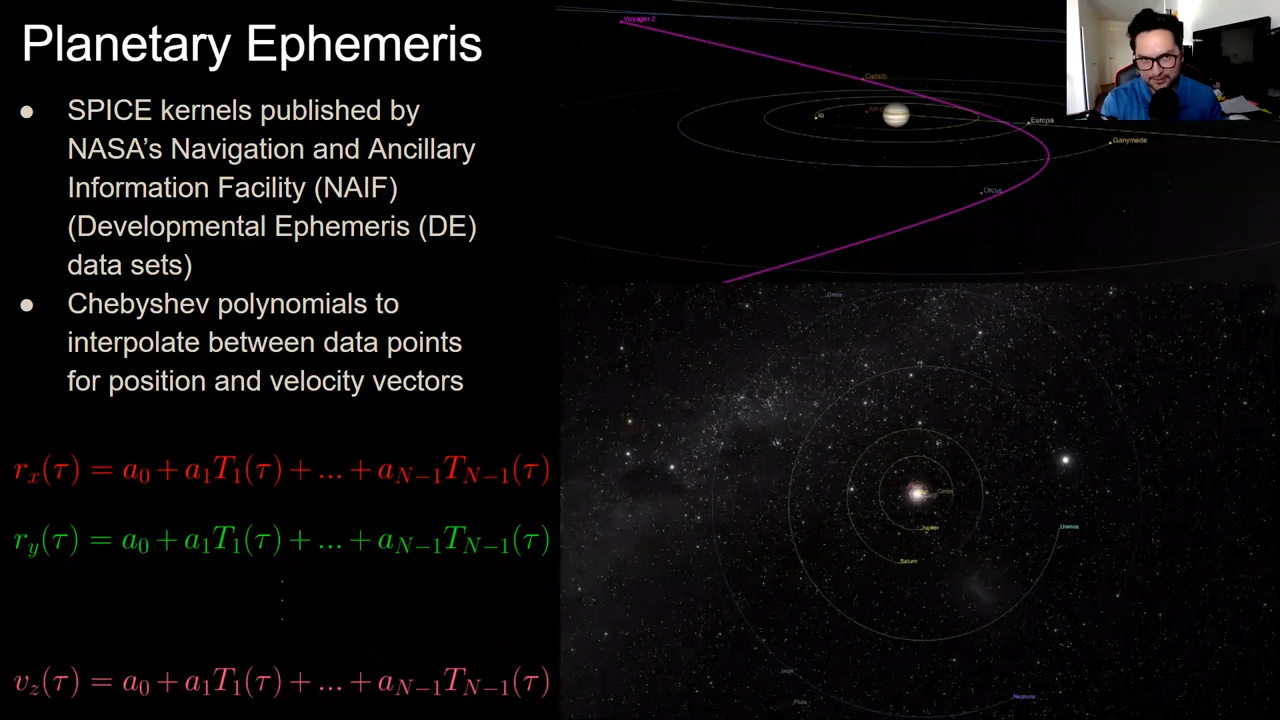 Planetary Ephemeris
● SPICE kernels published by
NASA's Navigation and Ancillary
Information Facility (NAIF)
(Developmental Ephemeris (DE)
data sets)
● Chebyshev polynomials to
interpolate between data points
for position and velocity vectors
r_x(τ) = a_0 + a_1T_1(τ) + ... + a_{N−1}T_{N−1}(τ)
r_y(τ) = a_0 + a_1T_1(τ) + ... + a_{N−1}T_{N−1}(τ)
v_z(τ) = a_0 + a_1T_1(τ) + ... + a_{N−1}T_{N−1}(τ)
Voyager 2
Callisto
Io
Europa
Ganymede
Orcus
Ceres
Jupiter
Uranus
Saturn
Neptune
Pluto